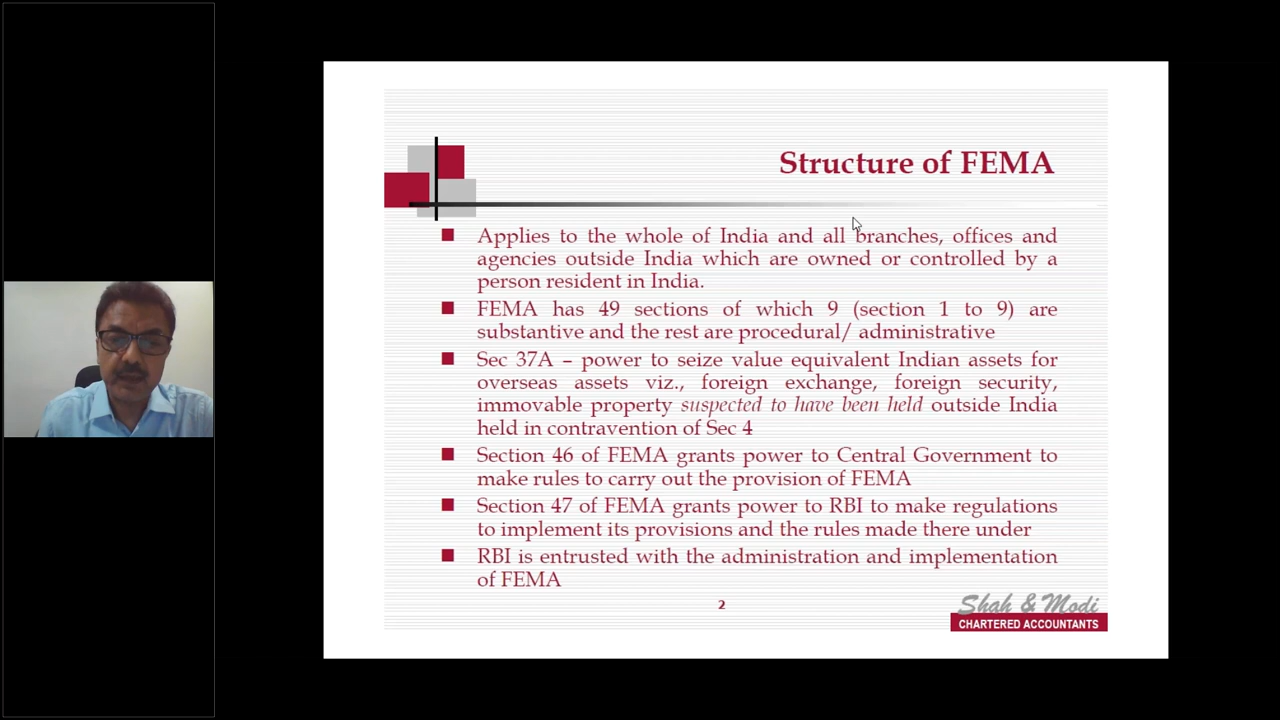 Structure of FEMA
Applies to the whole of India and all branches, offices and
agencies outside India which are owned or controlled by a
person resident in India.
FEMA has 49 sections of which 9 (section 1 to 9) are
substantive and the rest are procedural/ administrative
Sec 37A – power to seize value equivalent Indian assets for
overseas assets viz., foreign exchange, foreign security,
immovable property suspected to have been held outside India
held in contravention of Sec 4
Section 46 of FEMA grants power to Central Government to
make rules to carry out the provision of FEMA
Section 47 of FEMA grants power to RBI to make regulations
to implement its provisions and the rules made there under
RBI is entrusted with the administration and implementation
of FEMA
2
Shah & Modi
CHARTERED ACCOUNTANTS